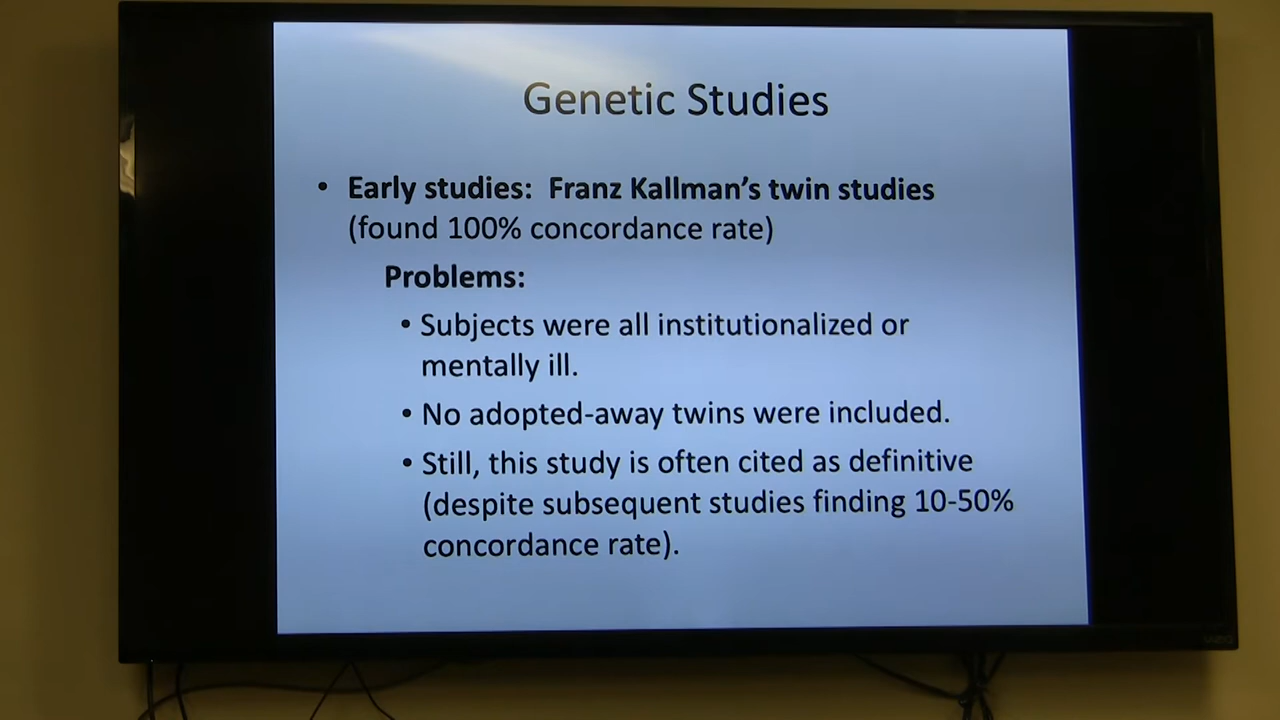 Genetic Studies
• Early studies: Franz Kallman’s twin studies
(found 100% concordance rate)
Problems:
• Subjects were all institutionalized or
mentally ill.
• No adopted-away twins were included.
• Still, this study is often cited as definitive
(despite subsequent studies finding 10-50%
concordance rate).